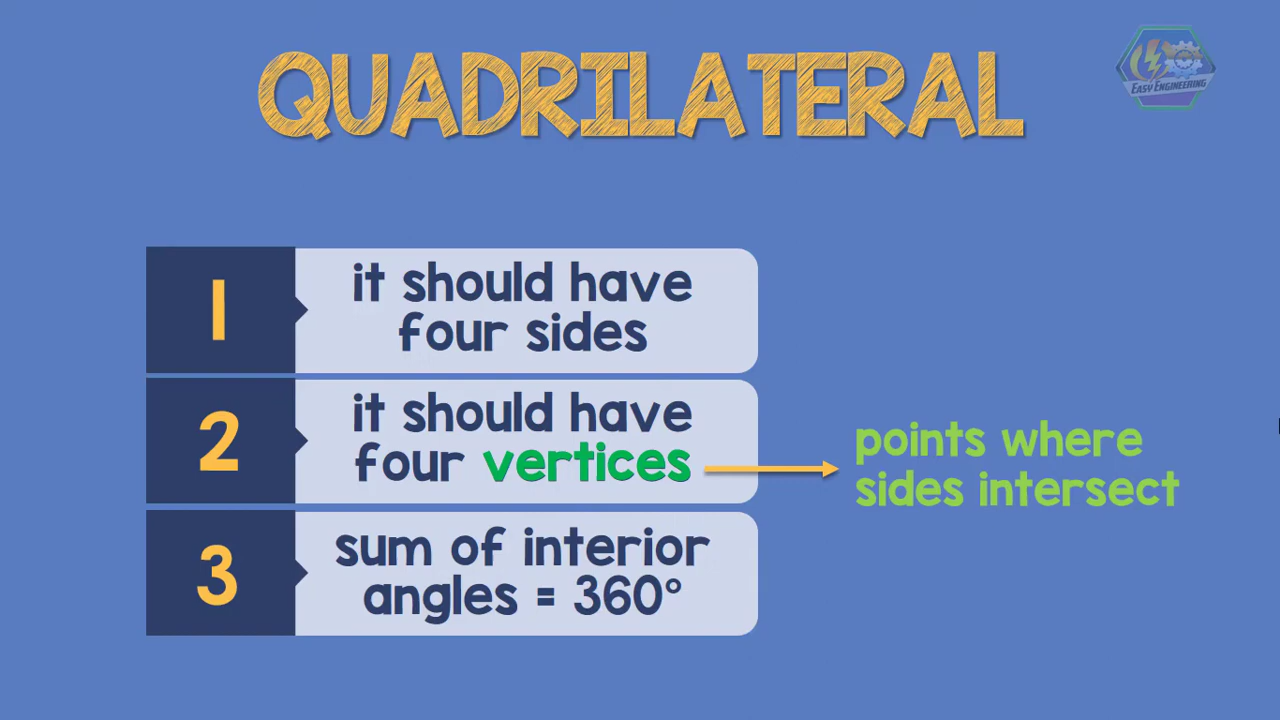 QUADRILATERAL
EASY ENGINEERING
1
it should have
four sides
2
it should have
four vertices
points where
sides intersect
3
sum of interior
angles = 360°